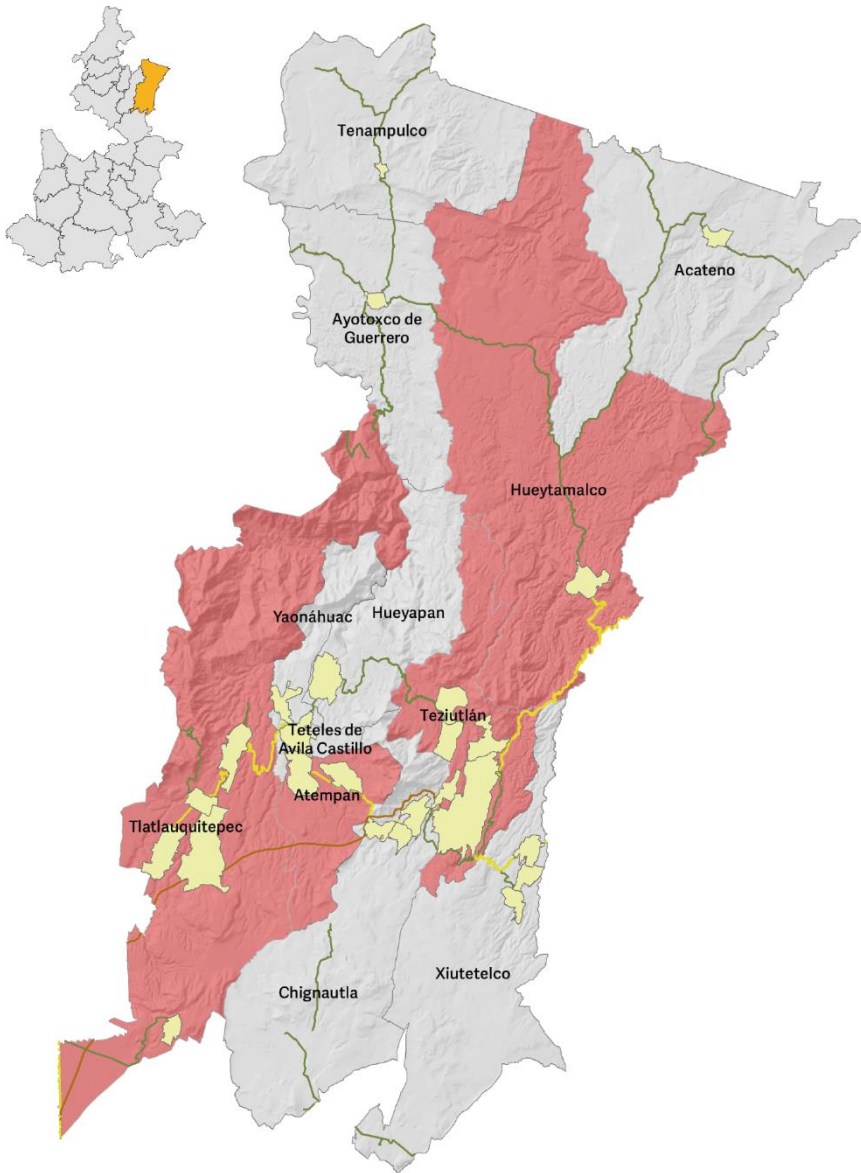 Tenampulco
Acateno
Ayotoxco de
Guerrero
Hueytamalco
Yaonáhuac
Hueyapan
Teziutlán
Teteles de
Avila Castillo
Atempan
Tlatlauquitepec
Xiutetelco
Chignautla